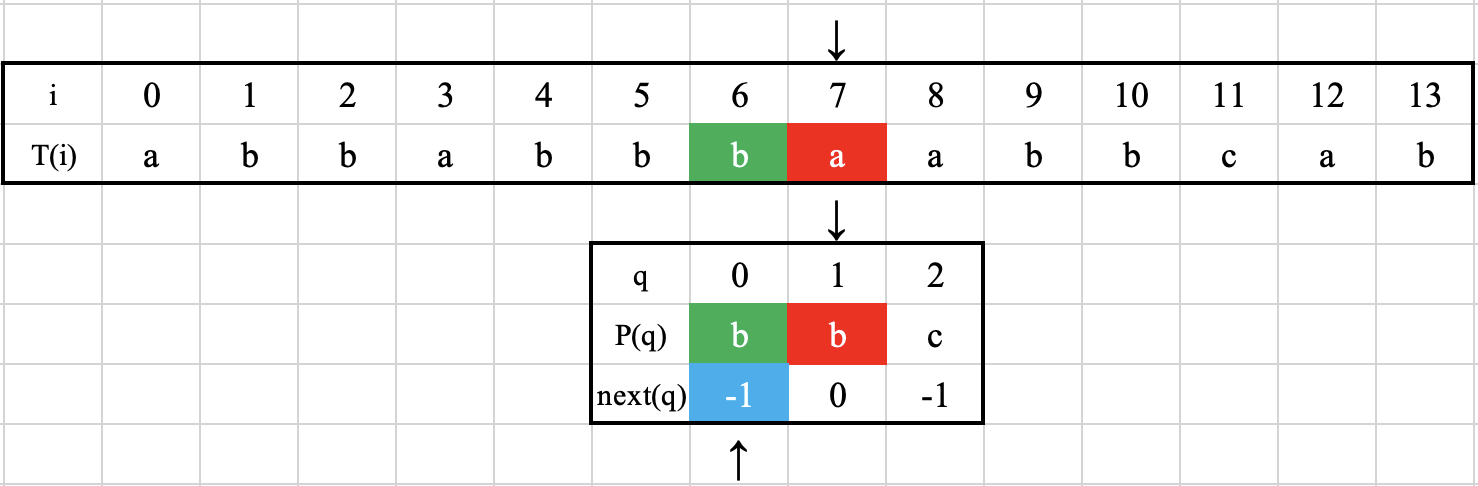 ↓
i 0 1 2 3 4 5 6 7 8 9 10 11 12 13
T(i) a b b a b b b a a b b c a b
↓
q 0 1 2
P(q) b b c
next(q) -1 0 -1
↑